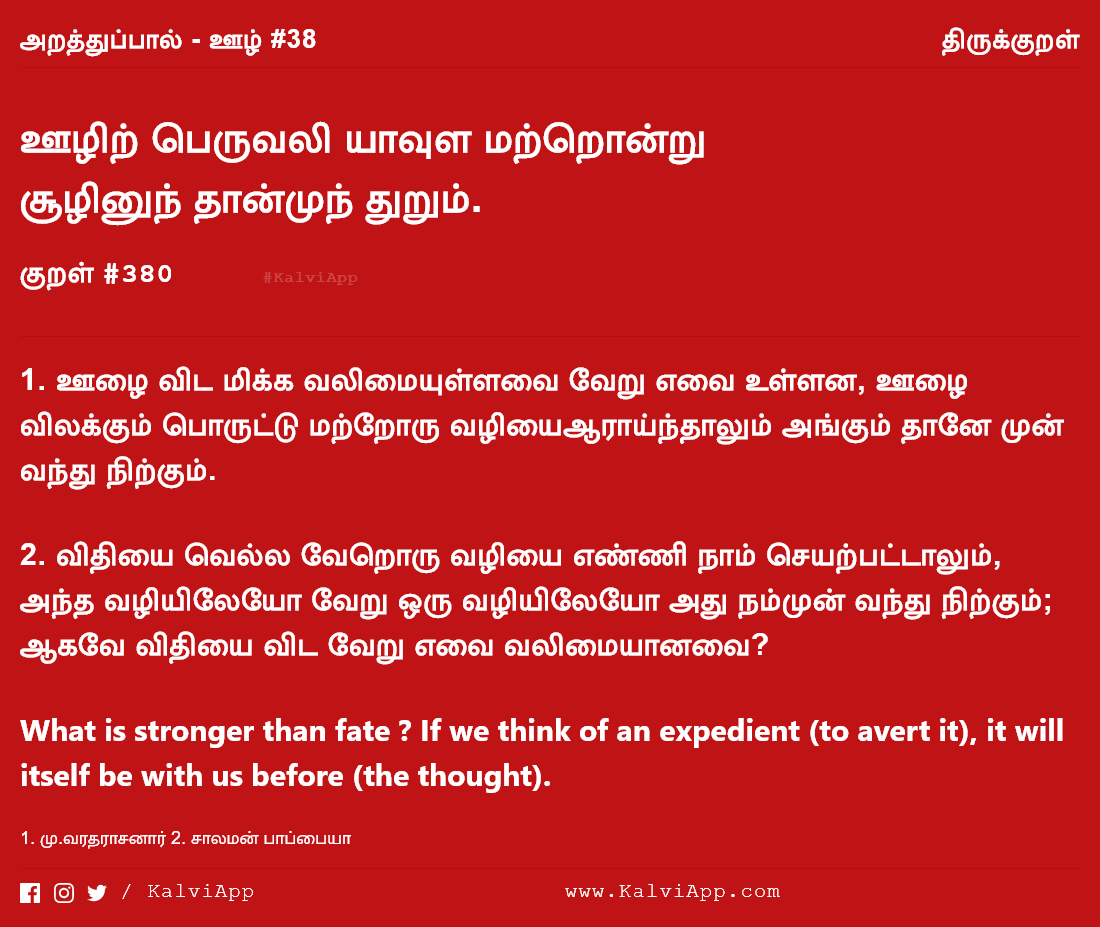 அறத்துப்பால் - ஊழ் #38
திருக்குறள்
ஊழிற் பெருவலி யாவுள மற்றொன்று
சூழினுந் தான்முந் துறும்.
குறள் #380
#KalviApp
1. ஊழை விட மிக்க வலிமையுள்ளவை வேறு எவை உள்ளன, ஊழை
விலக்கும் பொருட்டு மற்றோரு வழியைஆராய்ந்தாலும் அங்கும் தானே முன்
வந்து நிற்கும்.
2. விதியை வெல்ல வேறொரு வழியை எண்ணி நாம் செயற்பட்டாலும்,
அந்த வழியிலேயோ வேறு ஒரு வழியிலேயோ அது நம்முன் வந்து நிற்கும்;
ஆகவே விதியை விட வேறு எவை வலிமையானவை?
What is stronger than fate ? If we think of an expedient (to avert it), it will
itself be with us before (the thought).
1. மு.வரதராசனார் 2. சாலமன் பாப்பையா
/ KalviApp
www.KalviApp.com